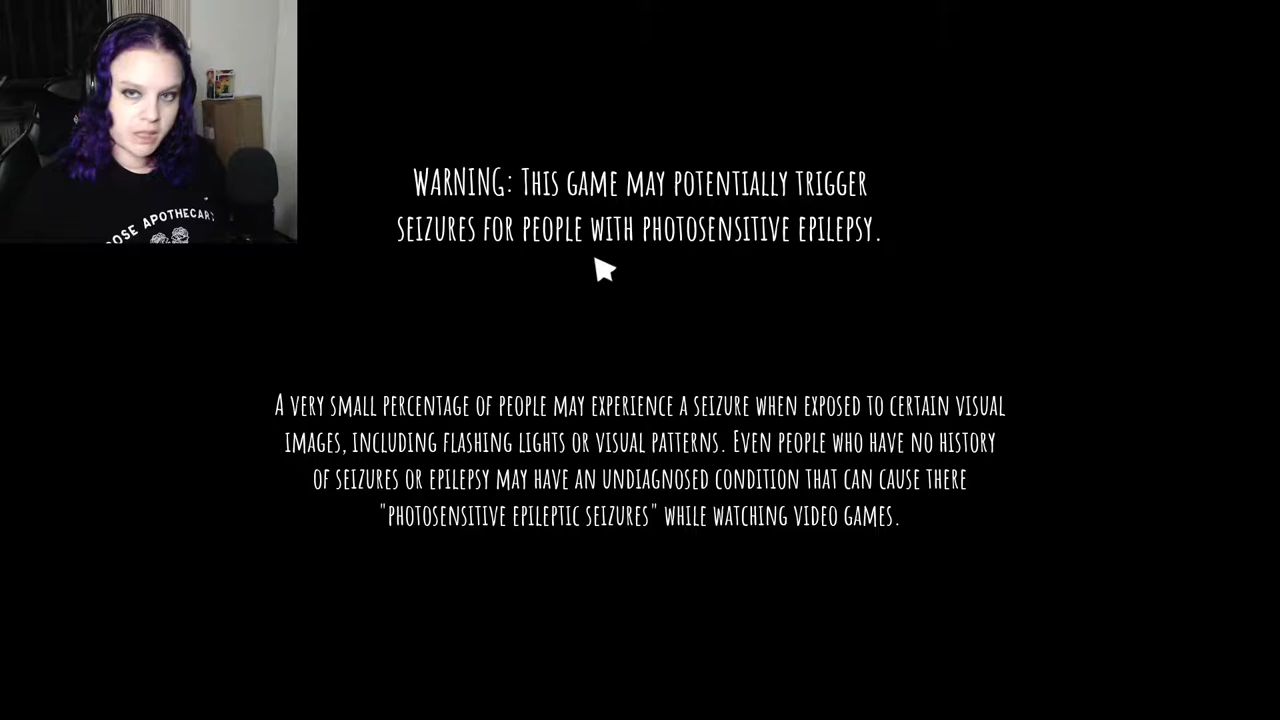 OSE APOTHECARY
WARNING: THIS GAME MAY POTENTIALLY TRIGGER
SEIZURES FOR PEOPLE WITH PHOTOSENSITIVE EPILEPSY.
A VERY SMALL PERCENTAGE OF PEOPLE MAY EXPERIENCE A SEIZURE WHEN EXPOSED TO CERTAIN VISUAL
IMAGES, INCLUDING FLASHING LIGHTS OR VISUAL PATTERNS. EVEN PEOPLE WHO HAVE NO HISTORY
OF SEIZURES OR EPILEPSY MAY HAVE AN UNDIAGNOSED CONDITION THAT CAN CAUSE THERE
"PHOTOSENSITIVE EPILEPTIC SEIZURES" WHILE WATCHING VIDEO GAMES.